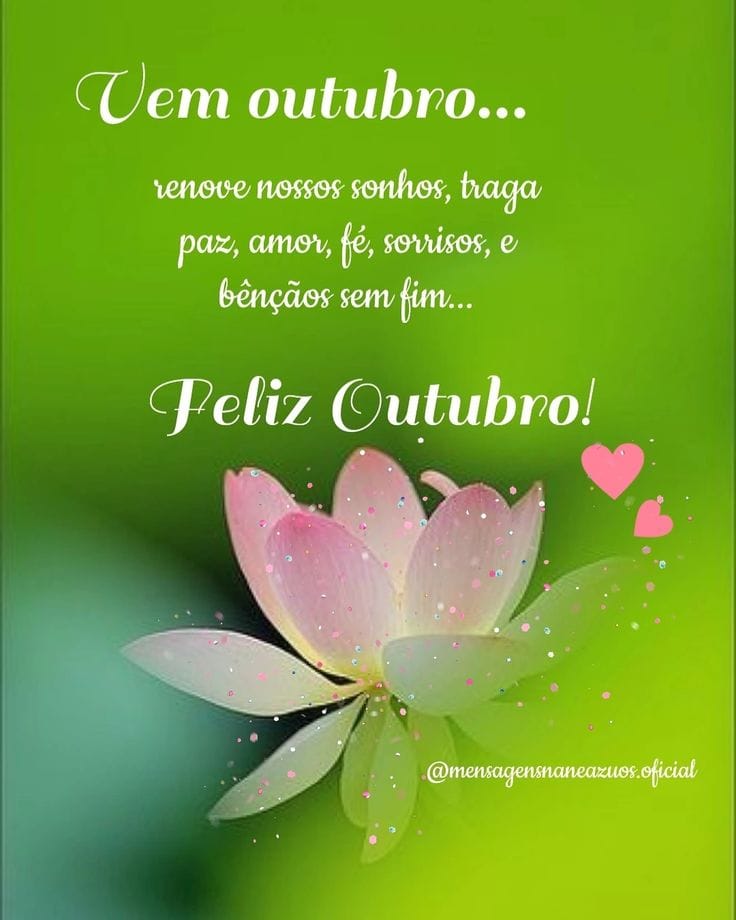 Vem outubro...
renove nossos sonhos, traga
paz, amor, fé, sorrisos, e
bênçãos sem fim...
Feliz Outubro!
@mensagensnaneazuos.oficial